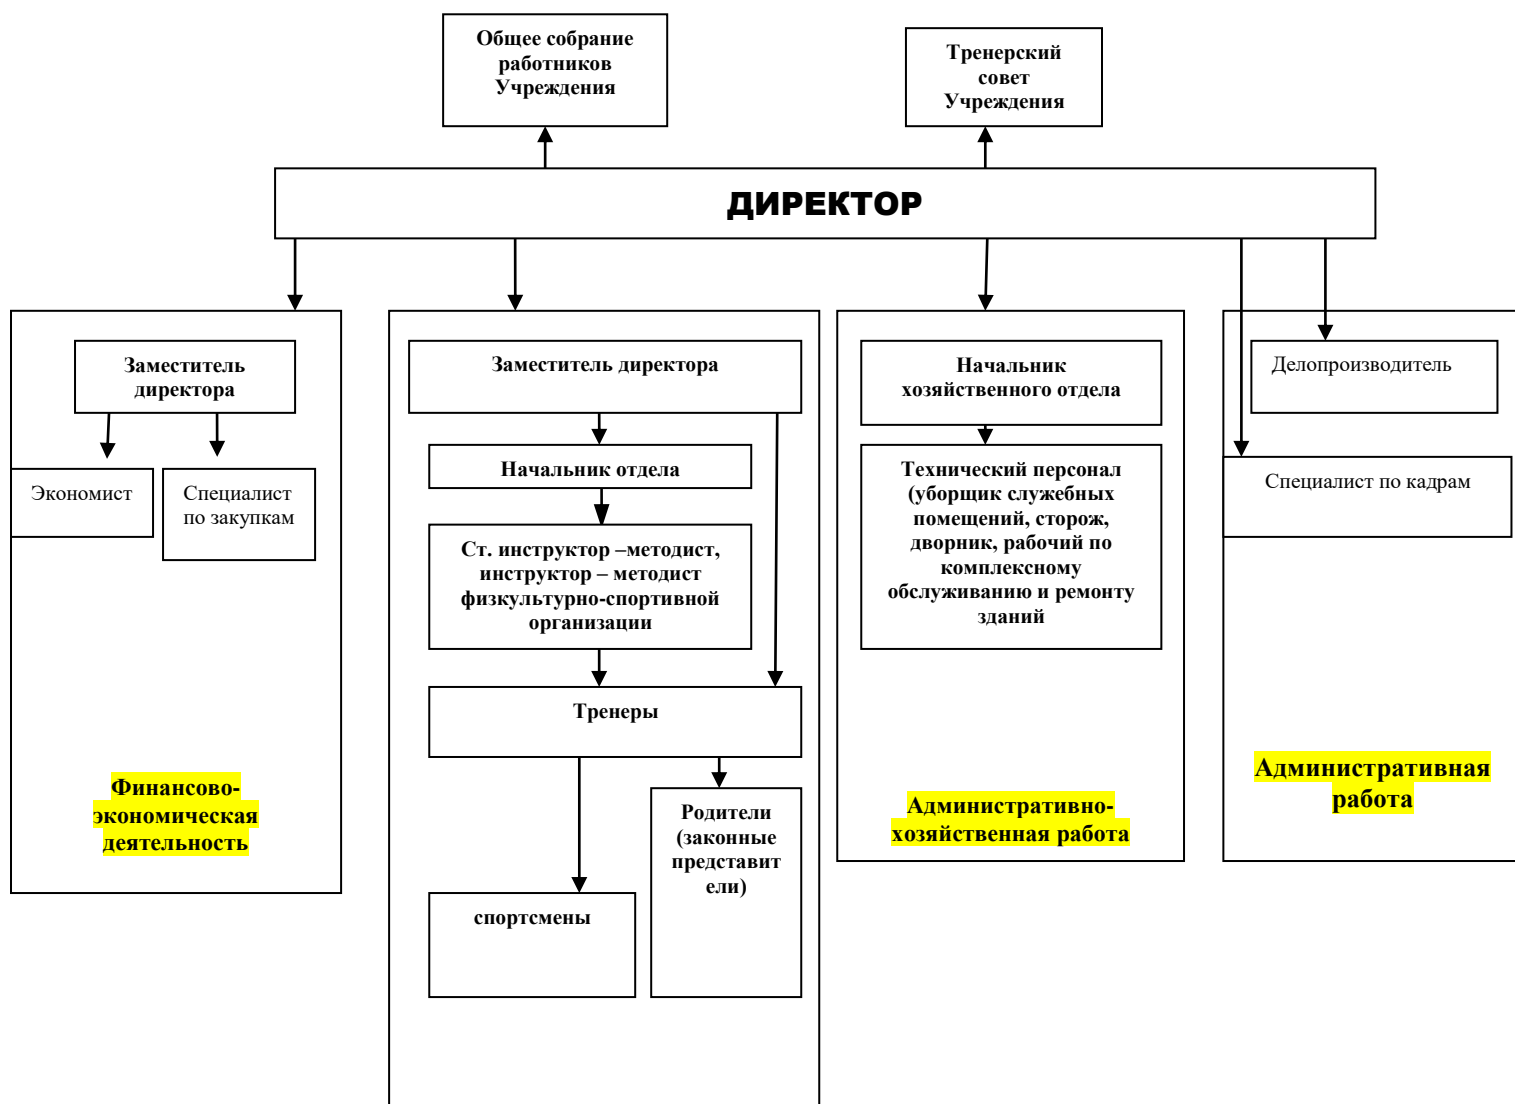 Общее собрание
работников
Учреждения
Тренерский
совет
Учреждения
ДИРЕКТОР
Заместитель
директора
Экономист
Специалист
по закупкам
Финансово-
экономическая
деятельность
Заместитель директора
Начальник отдела
Ст. инструктор –методист,
инструктор – методист
физкультурно-спортивной
организации
Тренеры
спортсмены
Родители
(законные
представит
ели)
Начальник
хозяйственного отдела
Технический персонал
(уборщик служебных
помещений, сторож,
дворник, рабочий по
комплексному
обслуживанию и ремонту
зданий
Административно-
хозяйственная работа
Делопроизводитель
Специалист по кадрам
Административная
работа